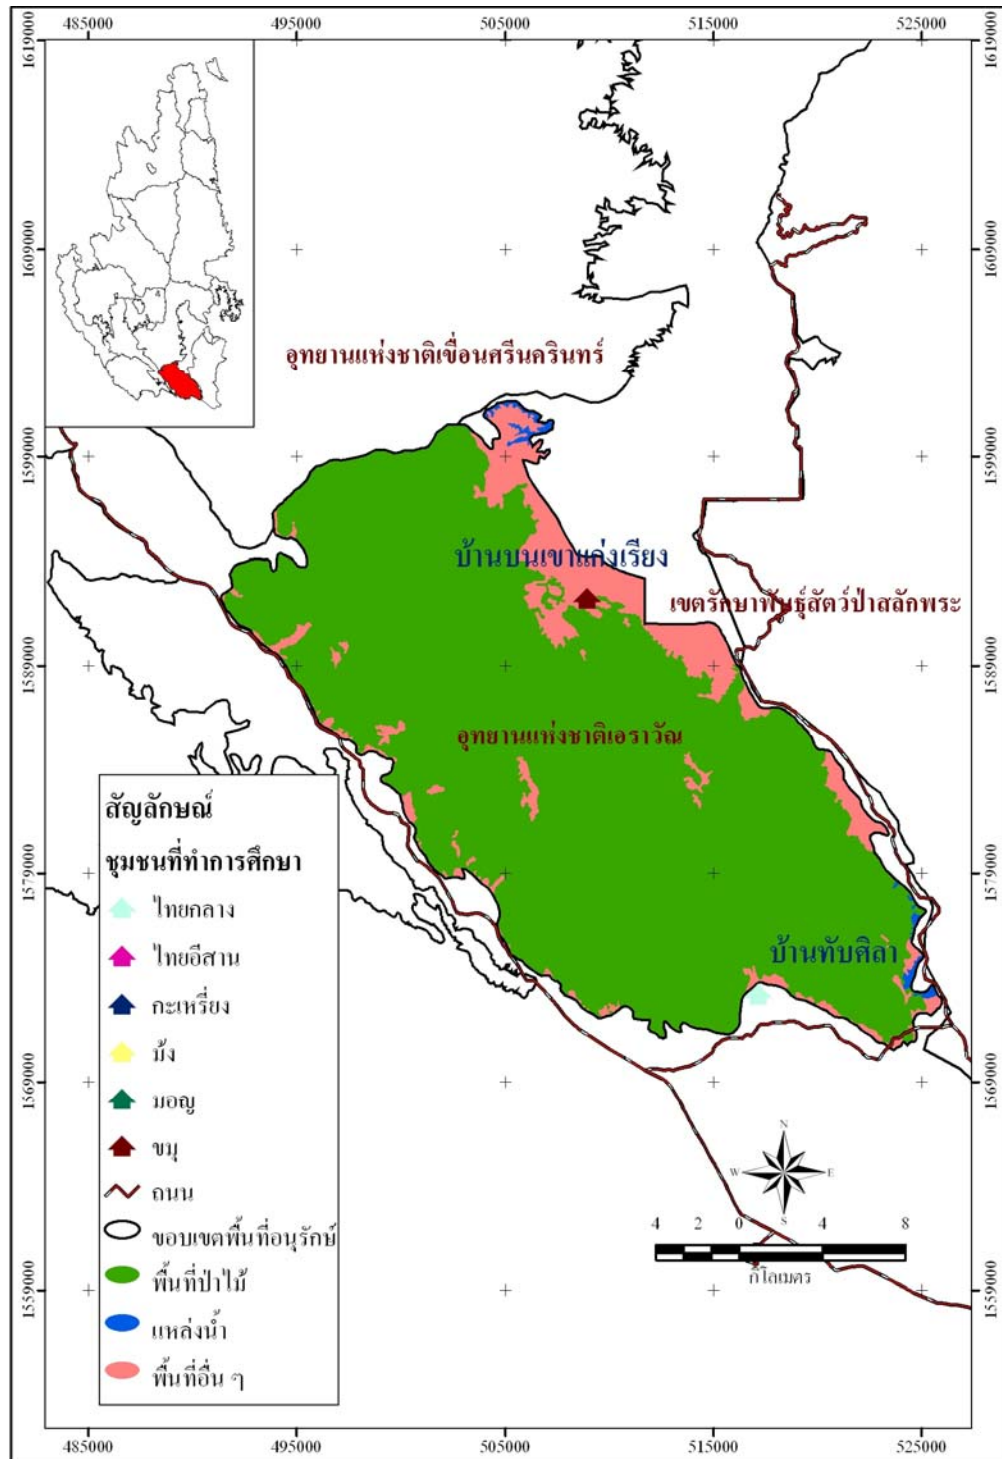 485000 495000 505000 515000 525000
1619000 1619000
1609000 1609000
4
อุทยานแห่งชาติเขื่อนศรีนครินทร์
1599000 1599000
บ้านบนเขาแก่งเรียง
เขตรักษาพันธุ์สัตว์ป่าสลักพระ
1589000 1589000
อุทยานแห่งชาติเอราวัณ
สัญลักษณ์
ชุมชนที่ทำการศึกษา
ไทยกลาง
ไทยอีสาน
กะเหรี่ยง
ม้ง
มอญ
ขมุ
ถนน
ขอบเขตพื้นที่อนุรักษ์
พื้นที่ป่าไม้
แหล่งน้ำ
พื้นที่อื่น ๆ
1579000 1579000
บ้านทับศิลา
1569000 1569000
N
W E
S
4 2 0 4 8
กิโลเมตร
1559000 1559000
485000 495000 505000 515000 525000